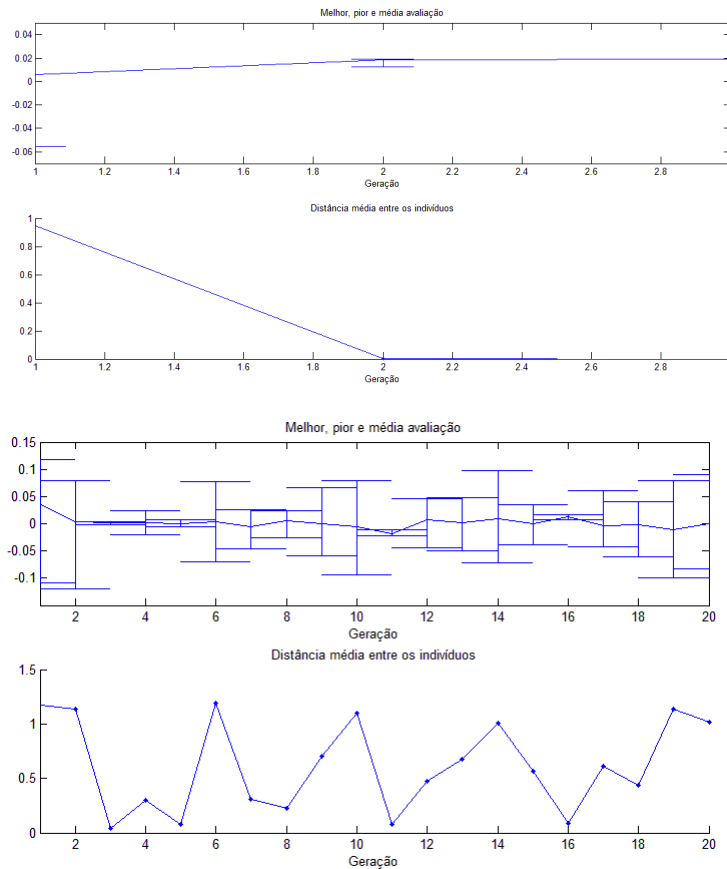 Melhor, pior e média avaliação
0.04
0.02
0
-0.02
-0.04
-0.06
1 1.2 1.4 1.6 1.8 2 2.2 2.4 2.6 2.8
Geração
Distância média entre os indivíduos
1
0.8
0.6
0.4
0.2
0
1 1.2 1.4 1.6 1.8 2 2.2 2.4 2.6 2.8
Geração
Melhor, pior e média avaliação
0.15
0.1
0.05
0
-0.05
-0.1
2 4 6 8 10 12 14 16 18 20
Geração
Distância média entre os indivíduos
1.5
1
0.5
0
2 4 6 8 10 12 14 16 18 20
Geração